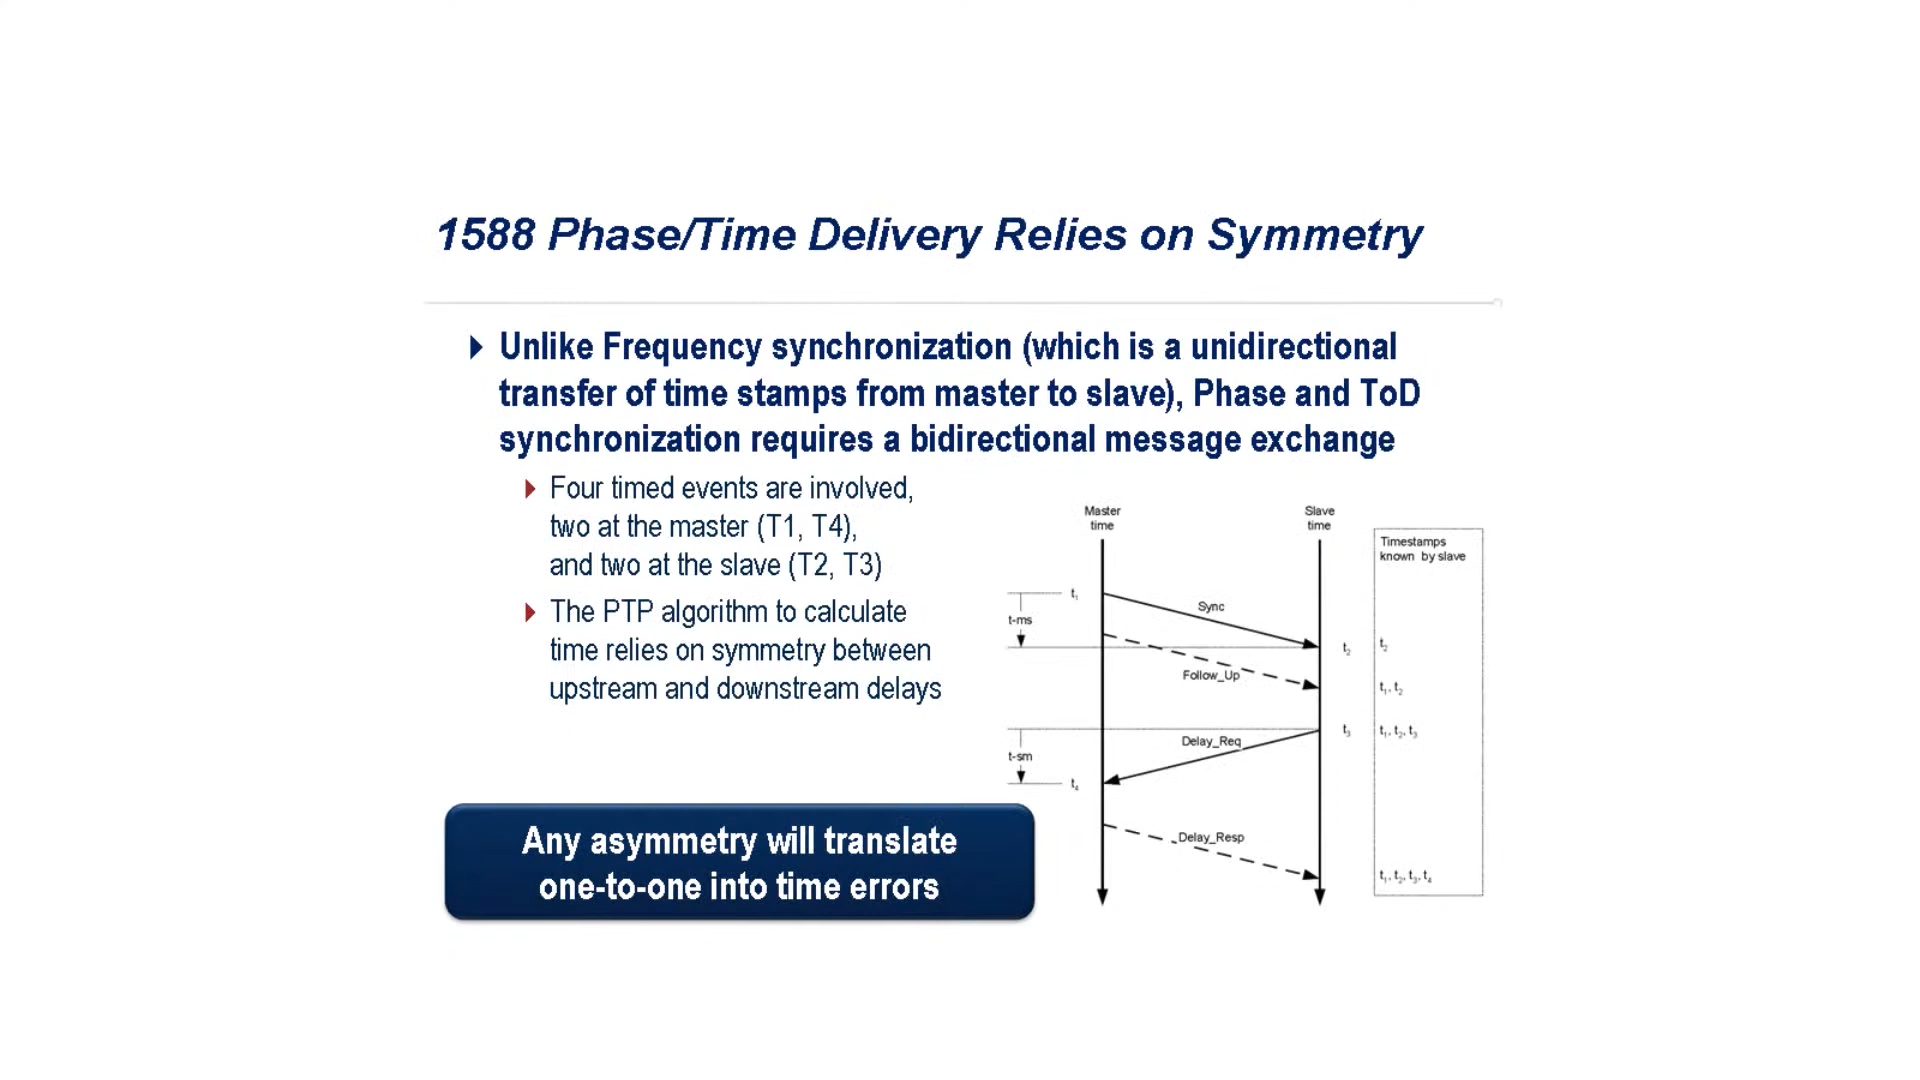 1588 Phase/Time Delivery Relies on Symmetry
Unlike Frequency synchronization (which is a unidirectional
transfer of time stamps from master to slave), Phase and ToD
synchronization requires a bidirectional message exchange
Four timed events are involved,
two at the master (T1, T4),
and two at the slave (T2, T3)
The PTP algorithm to calculate
time relies on symmetry between
upstream and downstream delays
Any asymmetry will translate
one-to-one into time errors
Master
time
Slave
time
Timestamps
known by slave
t1
Sync
t-ms
t2
t2
Follow_Up
t1, t2
t3
t1, t2, t3
Delay_Req
t-sm
t4
Delay_Resp
t1, t2, t3, t4